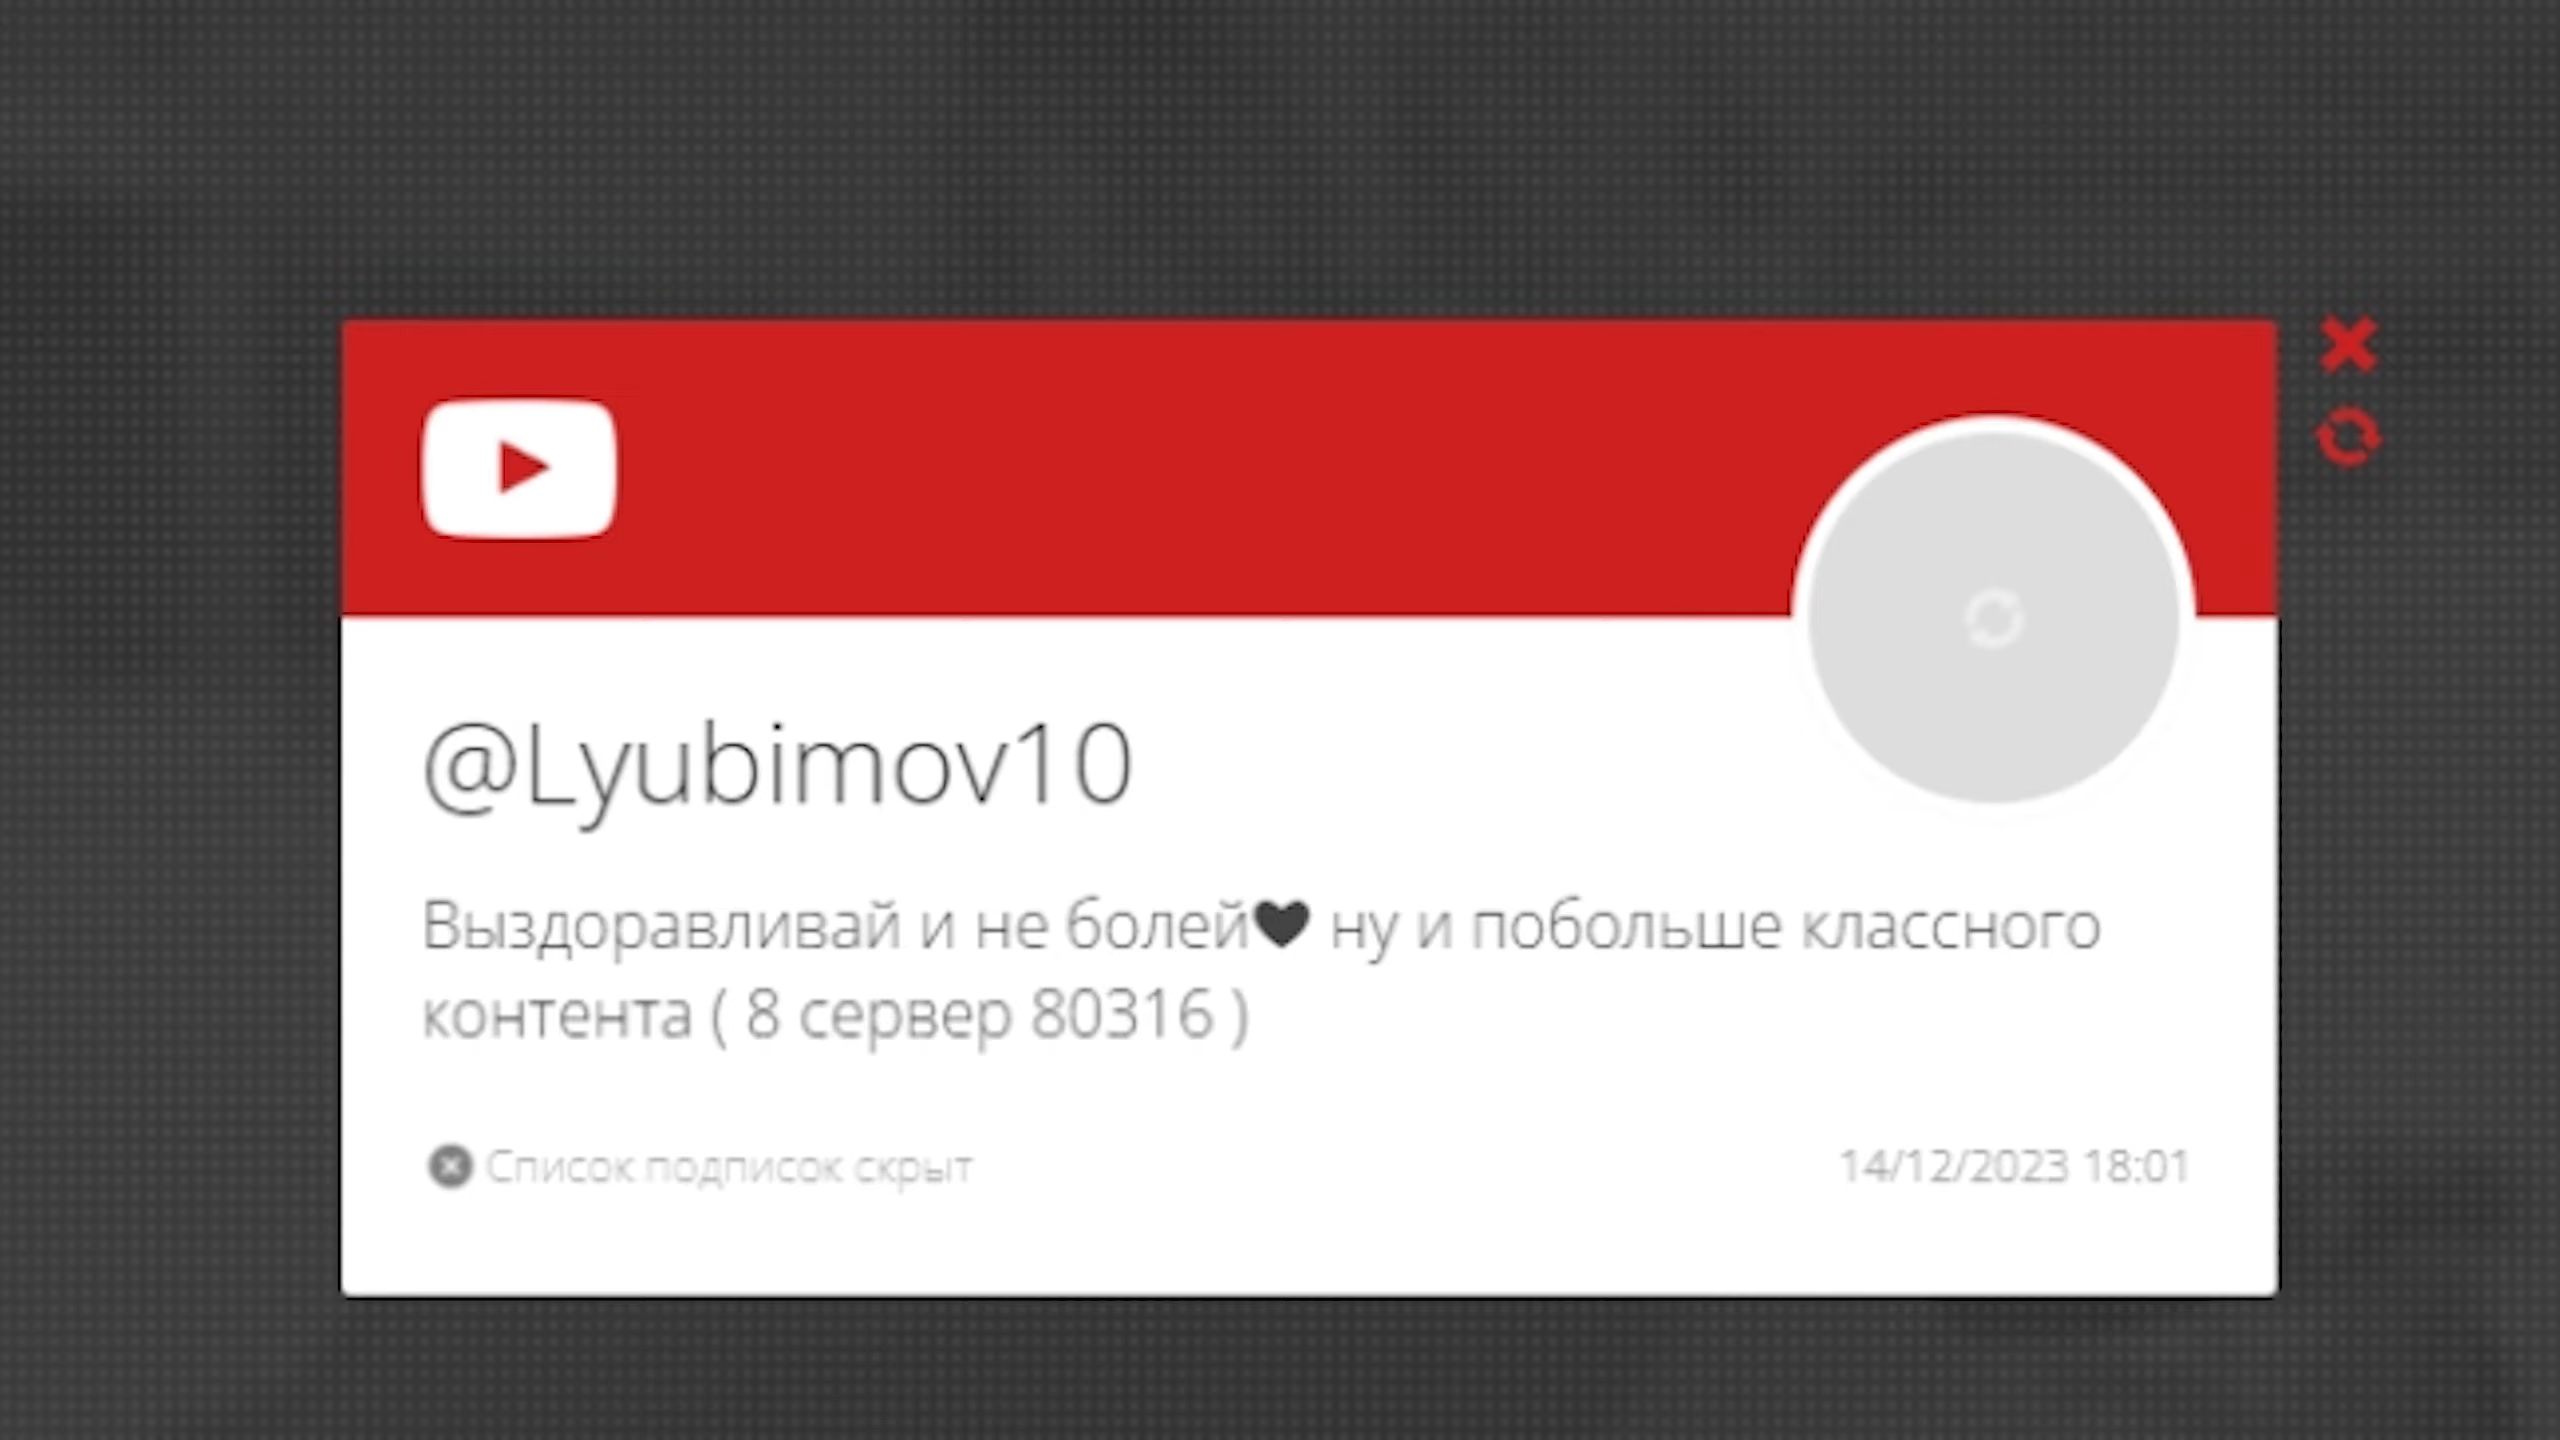 @Lyubimov10
Выздоравливай и не болей🖤 ну и побольше классного
контента ( 8 сервер 80316 )
Список подписок скрыт
14/12/2023 18:01